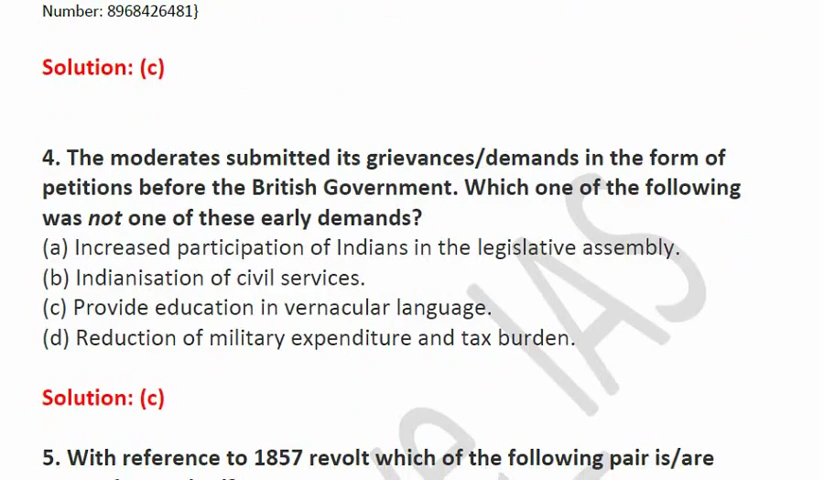 Number: 8968426481}
Solution: (c)
4. The moderates submitted its grievances/demands in the form of
petitions before the British Government. Which one of the following
was not one of these early demands?
(a) Increased participation of Indians in the legislative assembly.
(b) Indianisation of civil services.
(c) Provide education in vernacular language.
(d) Reduction of military expenditure and tax burden.
Solution: (c)
5. With reference to 1857 revolt which of the following pair is/are
IAS